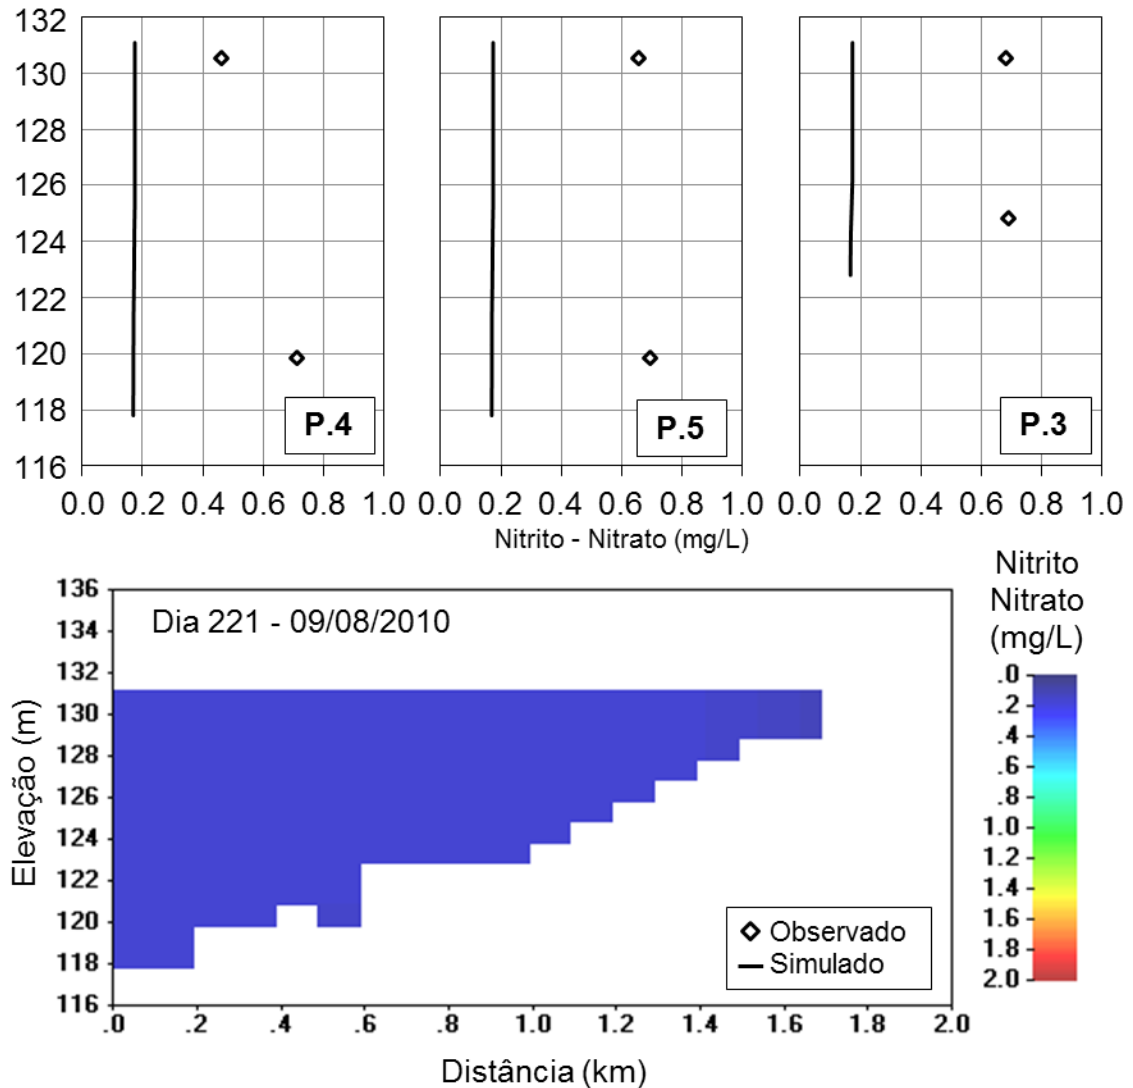 132
130
128
126
124
122
120
118
116
P.4
P.5
P.3
0.0 0.2 0.4 0.6 0.8 1.0
0.0 0.2 0.4 0.6 0.8 1.0
0.0 0.2 0.4 0.6 0.8 1.0
Nitrito - Nitrato (mg/L)
Elevação (m)
136
134
132
130
128
126
124
122
120
118
116
Dia 221 - 09/08/2010
Observado
Simulado
.0 .2 .4 .6 .8 1.0 1.2 1.4 1.6 1.8 2.0
Distância (km)
Nitrito
Nitrato
(mg/L)
.0
.2
.4
.6
.8
1.0
1.2
1.4
1.6
1.8
2.0